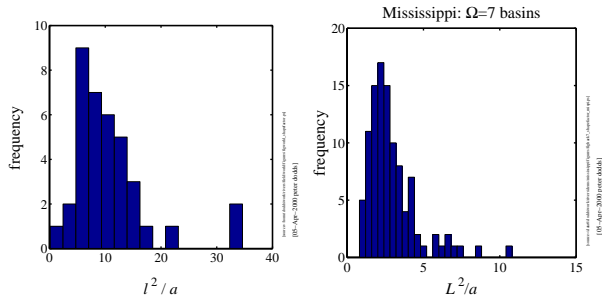 Mississippi: Ω=7 basins
10
8
6
4
2
0
frequency
0 10 20 30 40
l² / a
[05-Apr-2000 peter dodds]
20
15
10
5
0
frequency
0 5 10 15
L²/a
[05-Apr-2000 peter dodds]